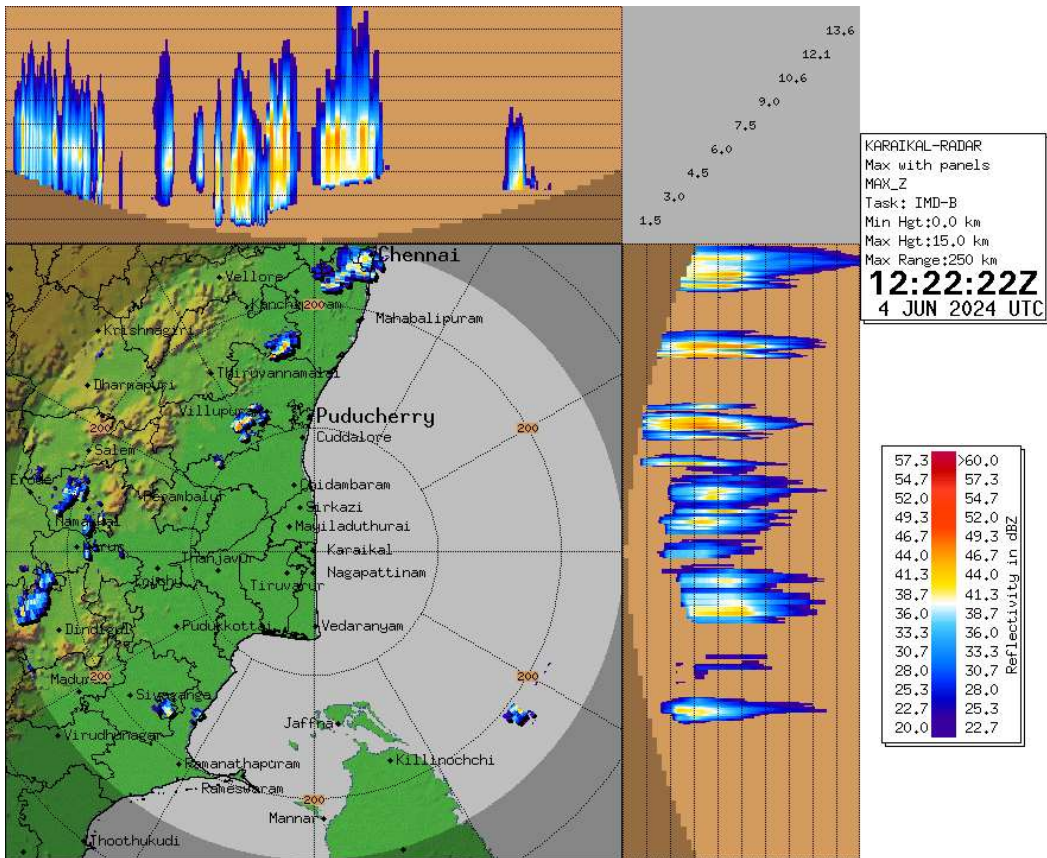 13.6
12.1
10.6
9.0
7.5
6.0
4.5
3.0
1.5
KARAIKAL-RADAR
Max with panels
MAX_Z
Task: IMD-B
Min Hgt:0.0 km
Max Hgt:15.0 km
Max Range:250 km
12:22:22Z
4 JUN 2024 UTC
Chennai
Vellore
200
Mahabalipuram
Krishnagiri
Thiruvannamalai
Dharmapuri
Villupuram
Puducherry
200
200
Cuddalore
Salem
Erode
Chidambaram
Perambalur
Sirkazi
Namakkal
Mayiladuthurai
Karur
Karaikal
Thanjavur
Nagapattinam
Trichy
Tiruvarur
Dindigul
Pudukkottai
Vedaranyam
200
200
Sivaganga
Jaffna
Virudhunagar
Killinochchi
Ramanathapuram
Rameswaram
200
Mannar
Thoothukudi
57.3 >60.0
54.7 57.3
52.0 54.7
49.3 52.0
46.7 49.3
44.0 46.7
41.3 44.0
38.7 41.3
36.0 38.7
33.3 36.0
30.7 33.3
28.0 30.7
25.3 28.0
22.7 25.3
20.0 22.7
Reflectivity in dBZ